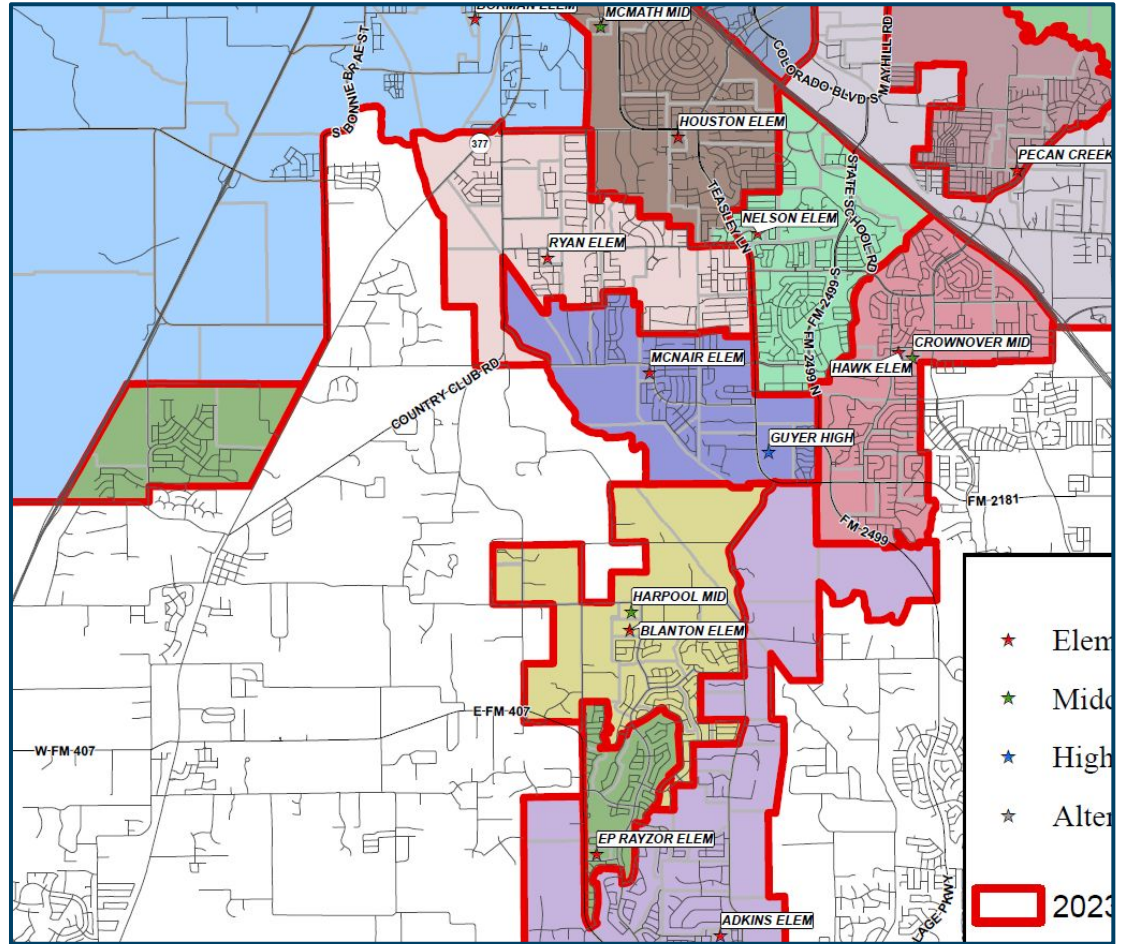 BORMAN ELEM
MCMATH MID
S BONNIE BRAE ST
COLORADO BLVD S
MAYHILL RD
377
HOUSTON ELEM
PECAN CREEK
STATE SCHOOL RD
TEASLEY LN
NELSON ELEM
RYAN ELEM
FM-2499 S
FM-2499 N
CROWNOVER MID
HAWK ELEM
MCNAIR ELEM
COUNTRY CLUB RD
GUYER HIGH
FM 2181
FM-2499
HARPOOL MID
BLANTON ELEM
E FM 407
W FM 407
EP RAYZOR ELEM
ADKINS ELEM
LAGE PKWY
Elem
Midd
High
Alter
2023